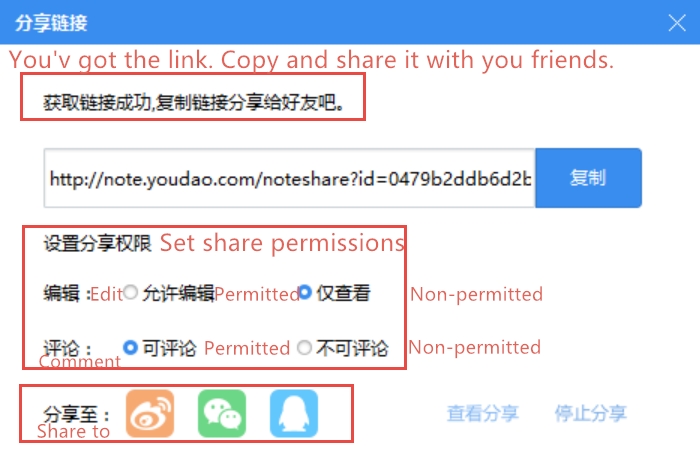 分享链接
You'v got the link. Copy and share it with you friends.
获取链接成功,复制链接分享给好友吧。
http://note.youdao.com/noteshare?id=0479b2ddb6d2b 复制
设置分享权限 Set share permissions
编辑：Edit 允许编辑 Permitted 仅查看 Non-permitted
评论： 可评论 Permitted 不可评论 Non-permitted
Comment
分享至： 查看分享 停止分享
Share to